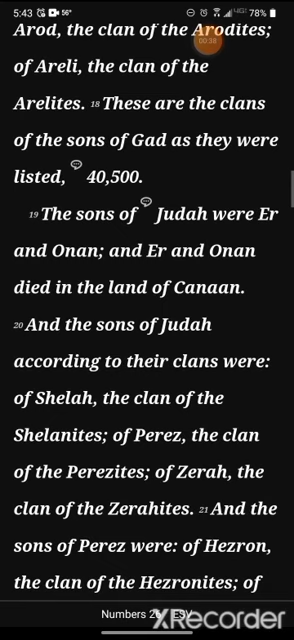 5:43 56° 4G 78%
00:38
Arod, the clan of the Arodites;
of Areli, the clan of the
Arelites. 18 These are the clans
of the sons of Gad as they were
listed, 40,500.
19 The sons of Judah were Er
and Onan; and Er and Onan
died in the land of Canaan.
20 And the sons of Judah
according to their clans were:
of Shelah, the clan of the
Shelanites; of Perez, the clan
of the Perezites; of Zerah, the
clan of the Zerahites. 21 And the
sons of Perez were: of Hezron,
the clan of the Hezronites; of
Numbers 26 ESV
XRecorder